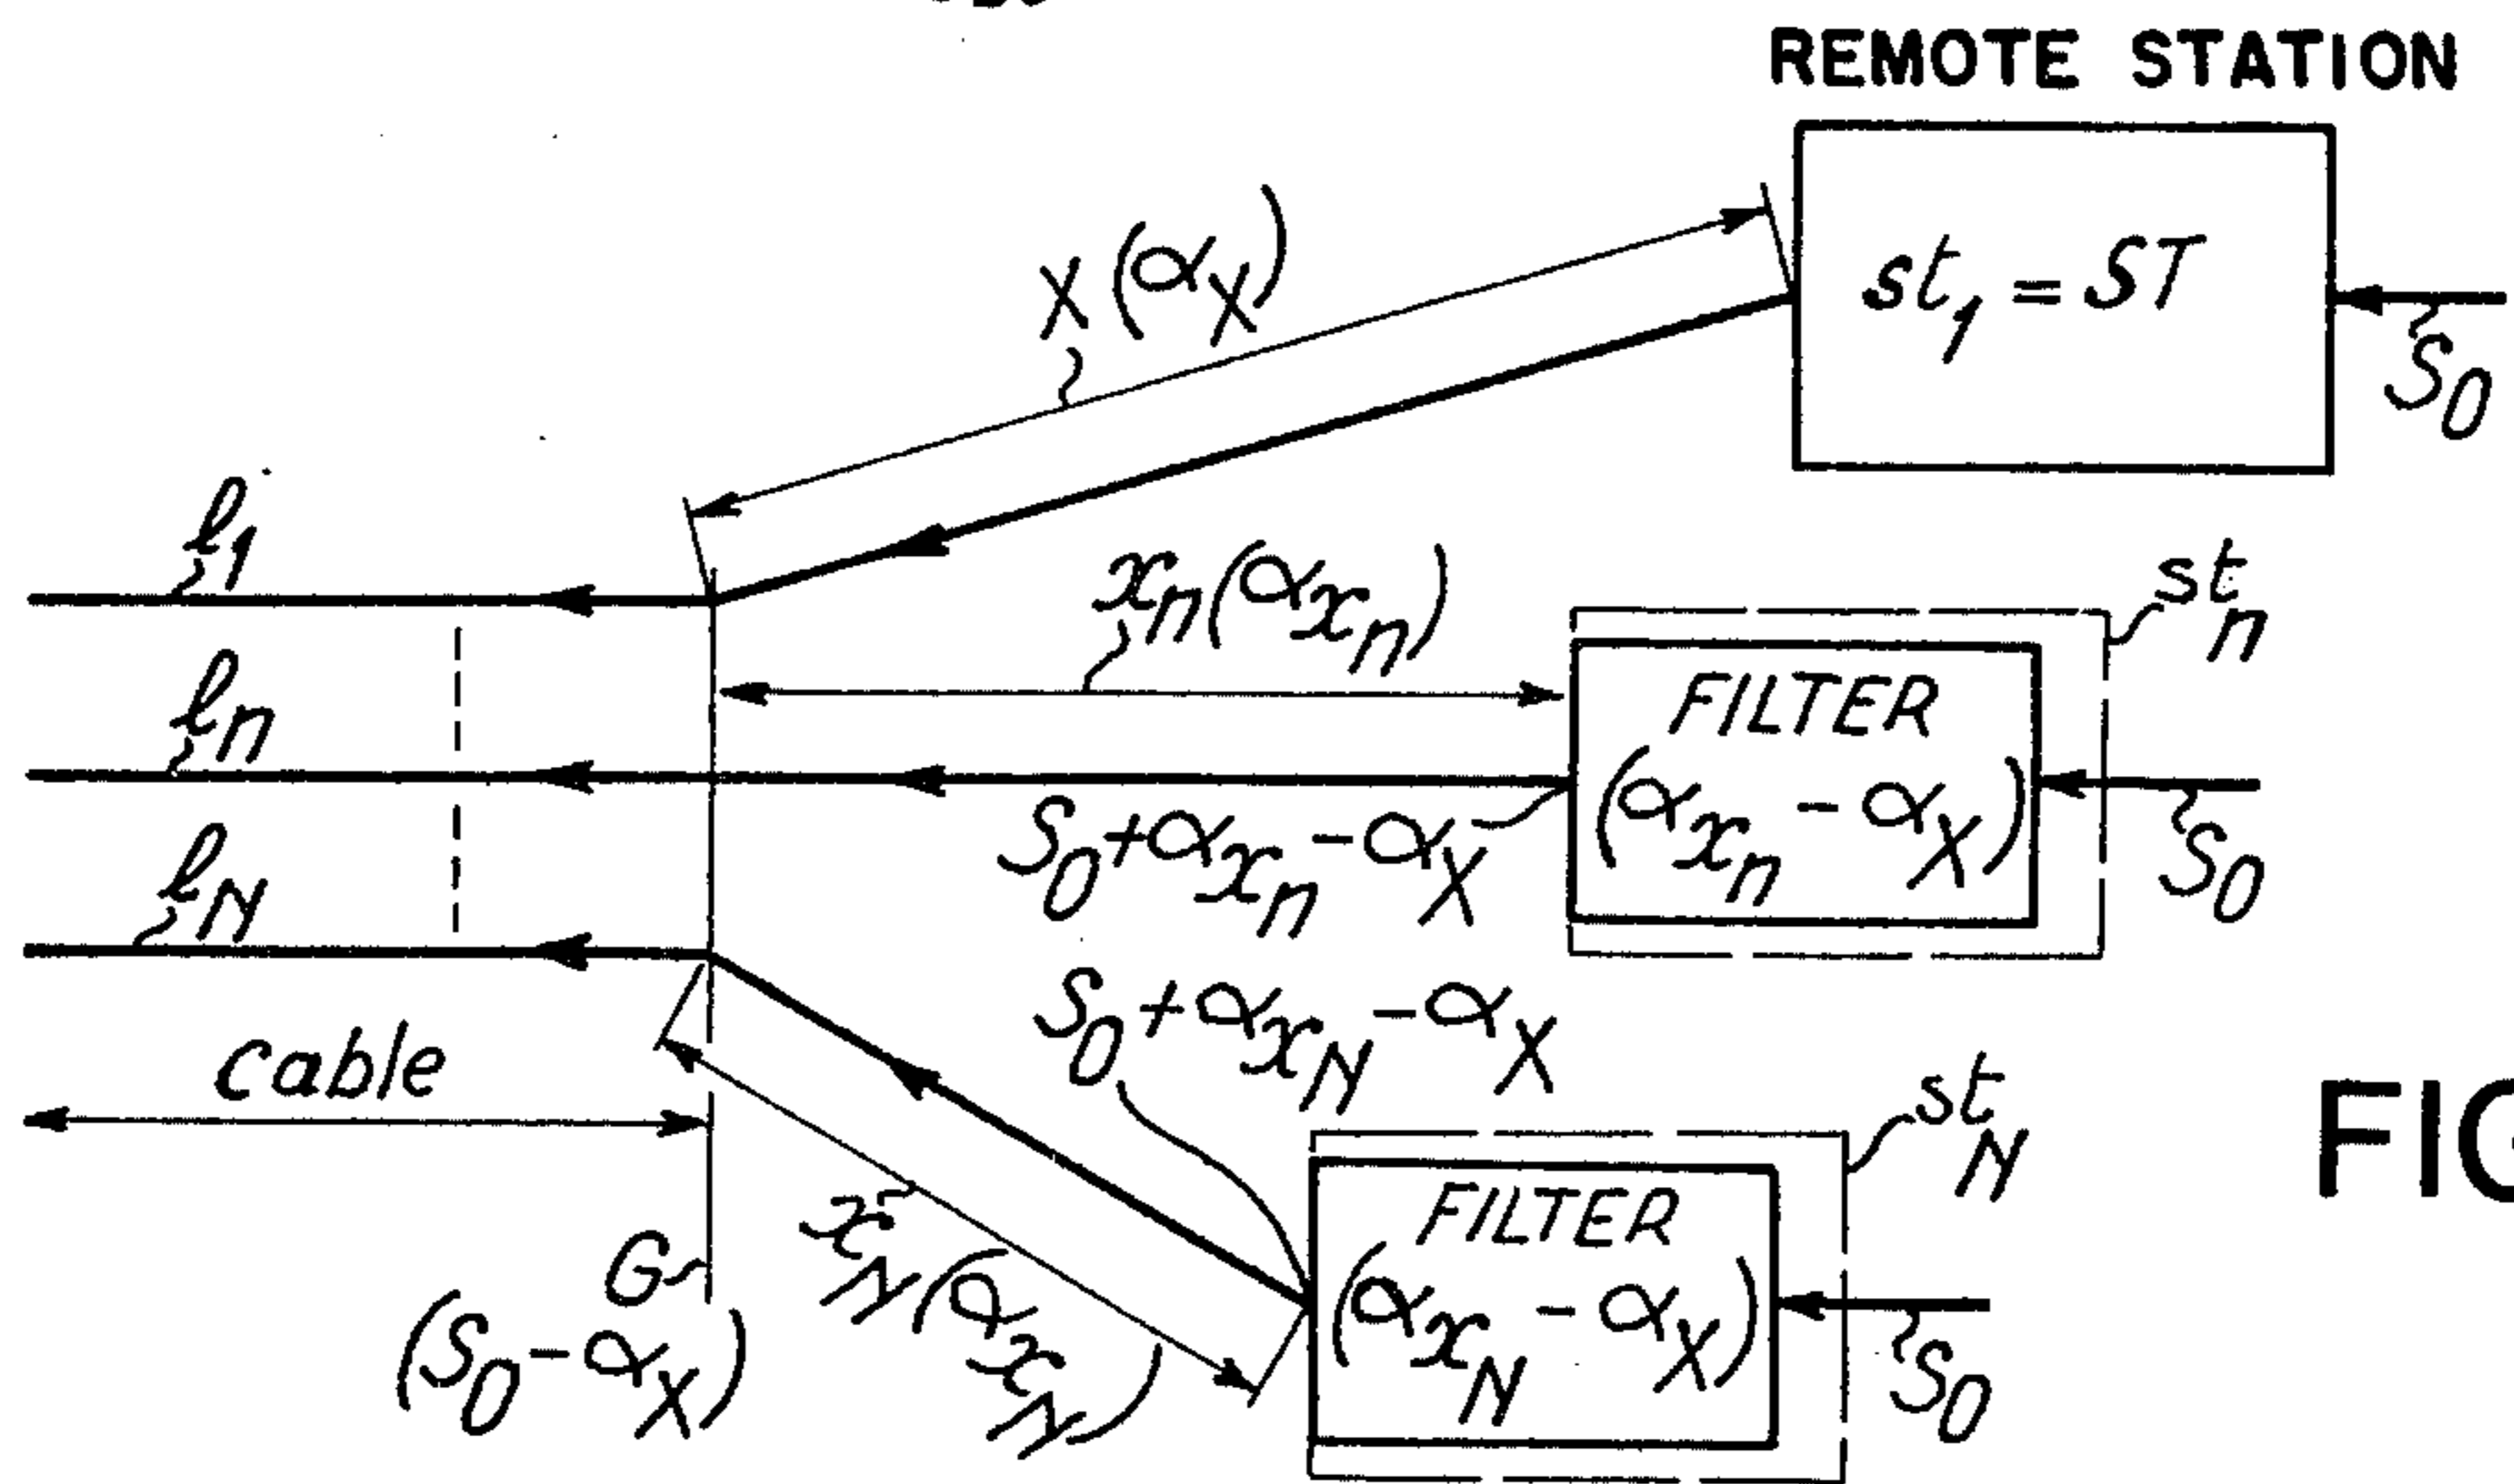 REMOTE STATION
st₁ = ST
S₀
X(αX)
l₁
xn(αxn)
stn
ln
FILTER
(αxn - αX)
S₀
S₀+αxn-αX
lN
S₀+αxN-αX
cable
stN
FIG
FILTER
(αxN - αX)
S₀
xN(αxN)
G
(S₀-αX)